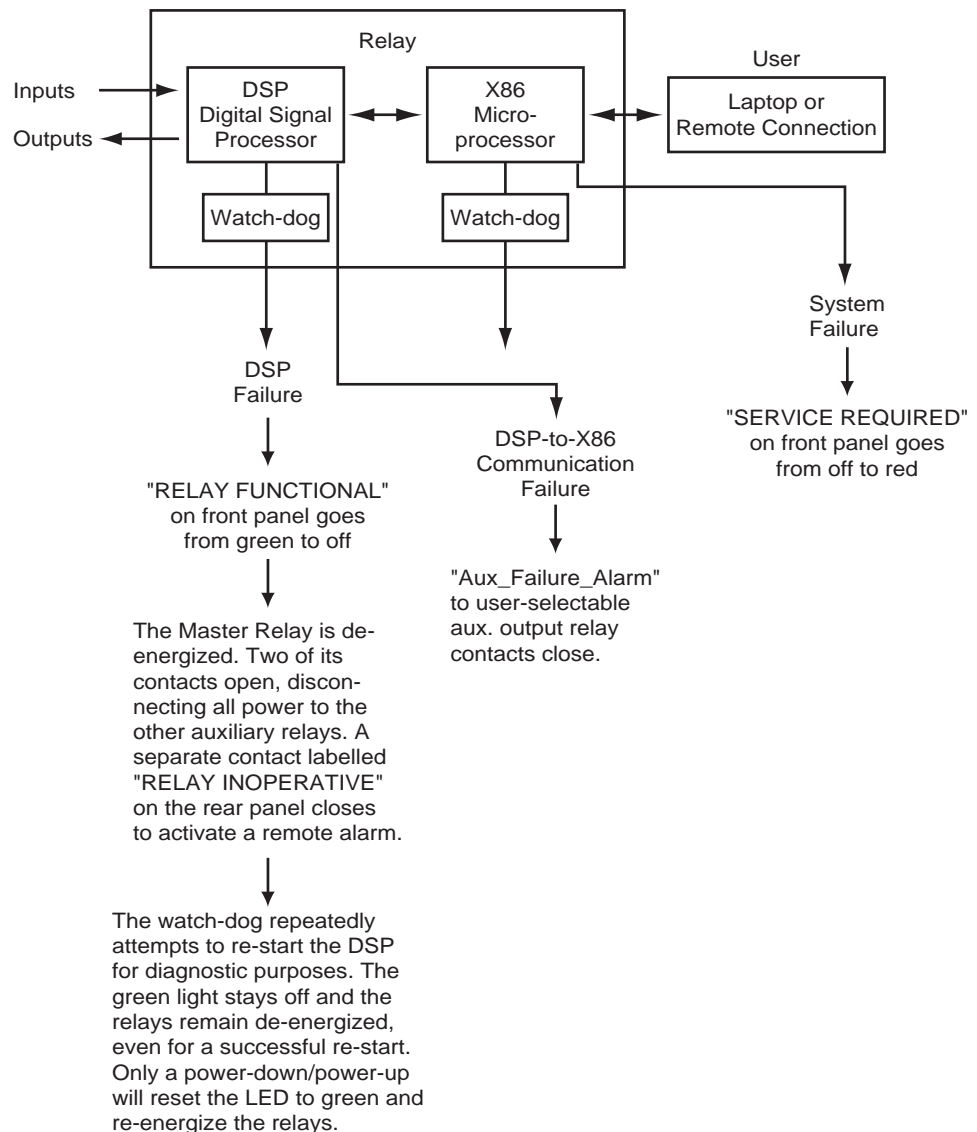 Relay
User
Inputs
Outputs
DSP
Digital Signal
Processor
X86
Micro-
processor
Laptop or
Remote Connection
Watch-dog
Watch-dog
System
Failure
DSP
Failure
"SERVICE REQUIRED"
on front panel goes
from off to red
DSP-to-X86
Communication
Failure
"RELAY FUNCTIONAL"
on front panel goes
from green to off
"Aux_Failure_Alarm"
to user-selectable
aux. output relay
contacts close.
The Master Relay is de-
energized. Two of its
contacts open, discon-
necting all power to the
other auxiliary relays. A
separate contact labelled
"RELAY INOPERATIVE"
on the rear panel closes
to activate a remote alarm.
The watch-dog repeatedly
attempts to re-start the DSP
for diagnostic purposes. The
green light stays off and the
relays remain de-energized,
even for a successful re-start.
Only a power-down/power-up
will reset the LED to green and
re-energize the relays.